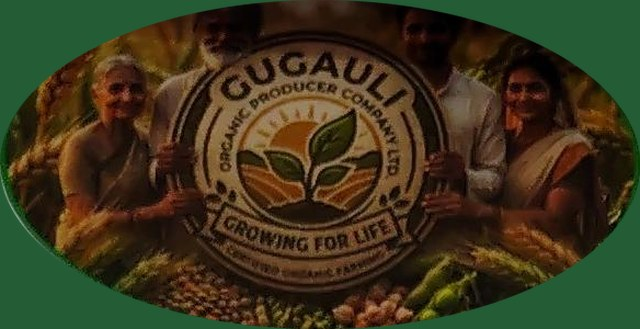 GUGAULI
ORGANIC PRODUCER COMPANY LTD.
GROWING FOR LIFE
CERTIFIED ORGANIC FARMING